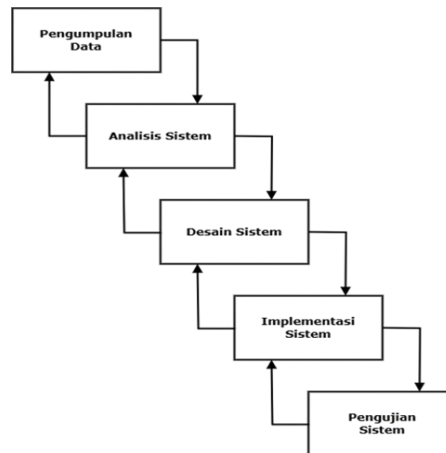 Pengumpulan
Data
Analisis Sistem
Desain Sistem
Implementasi
Sistem
Pengujian
Sistem